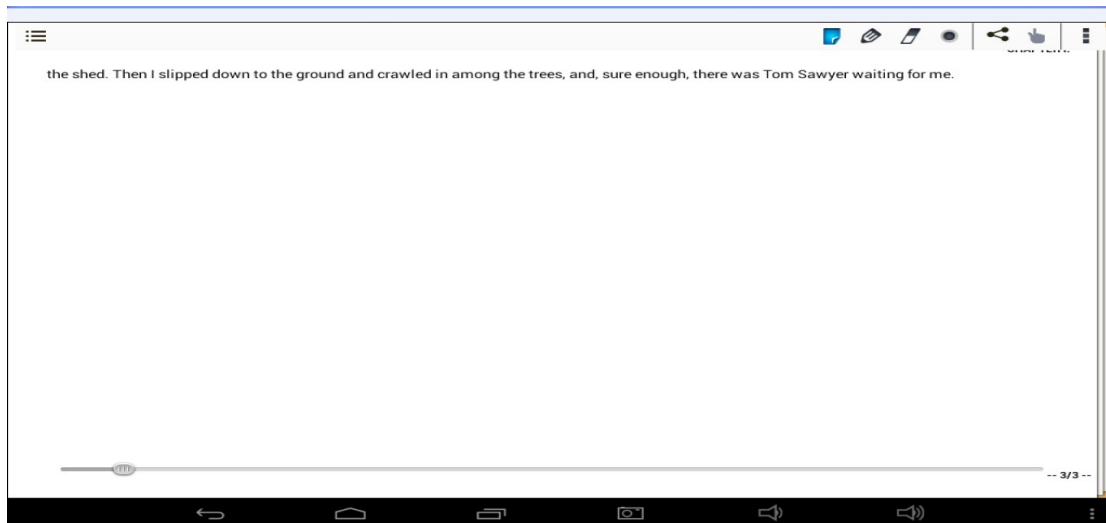 the shed. Then I slipped down to the ground and crawled in among the trees, and, sure enough, there was Tom Sawyer waiting for me.
-- 3/3 --